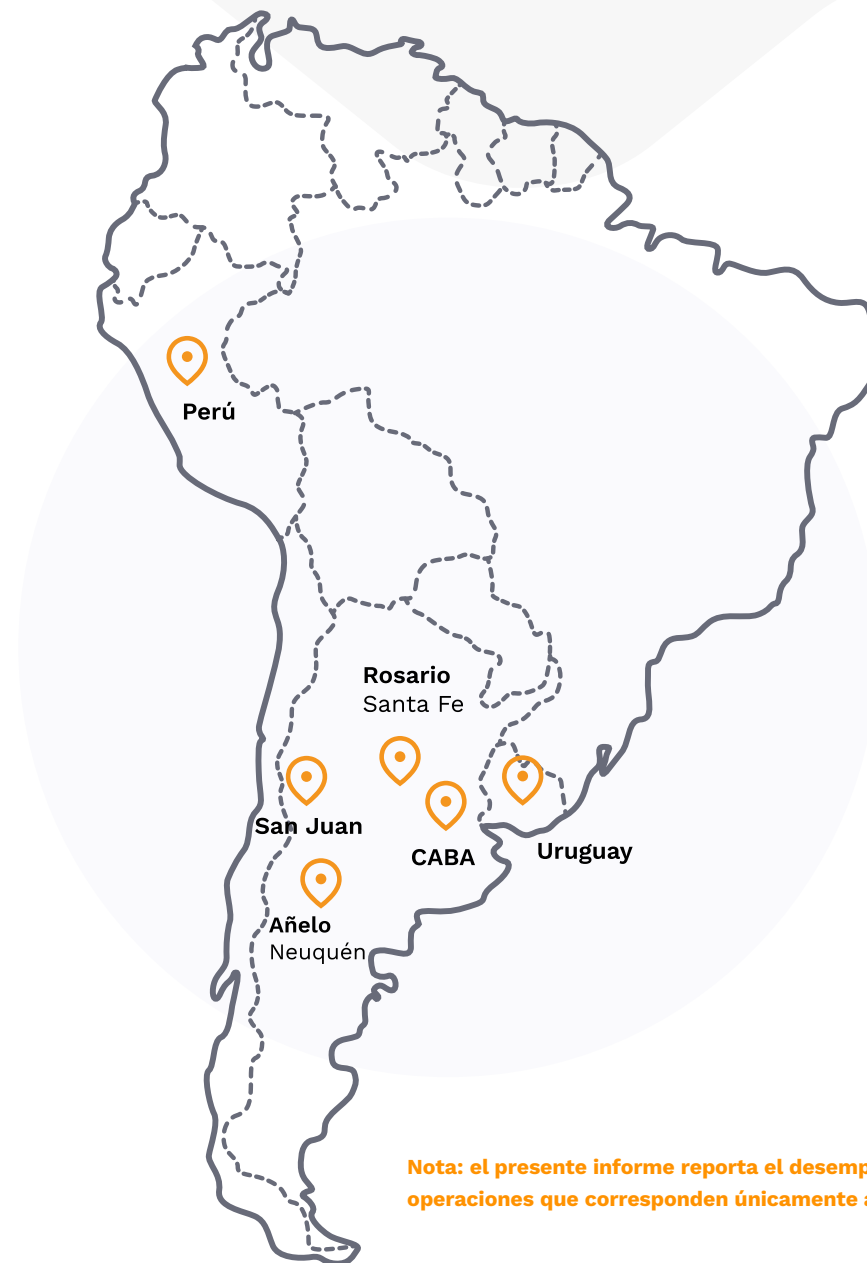 Perú
Rosario
Santa Fe
San Juan
CABA
Uruguay
Añelo
Neuquén
Nota: el presente informe reporta el
operaciones que corresponden únicamente